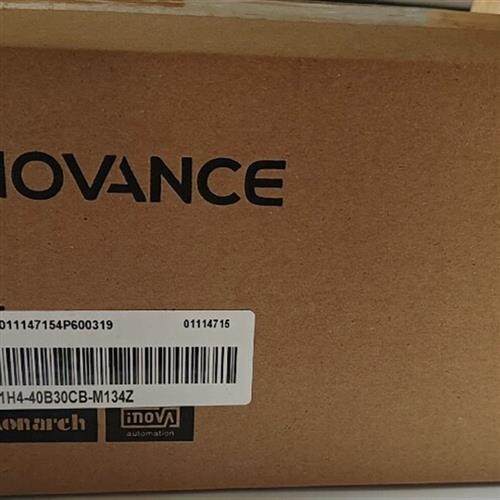 NOVANCE
011147154P600319 01114715
1H4-40B30CB-M134Z
onarch
inovA
automation